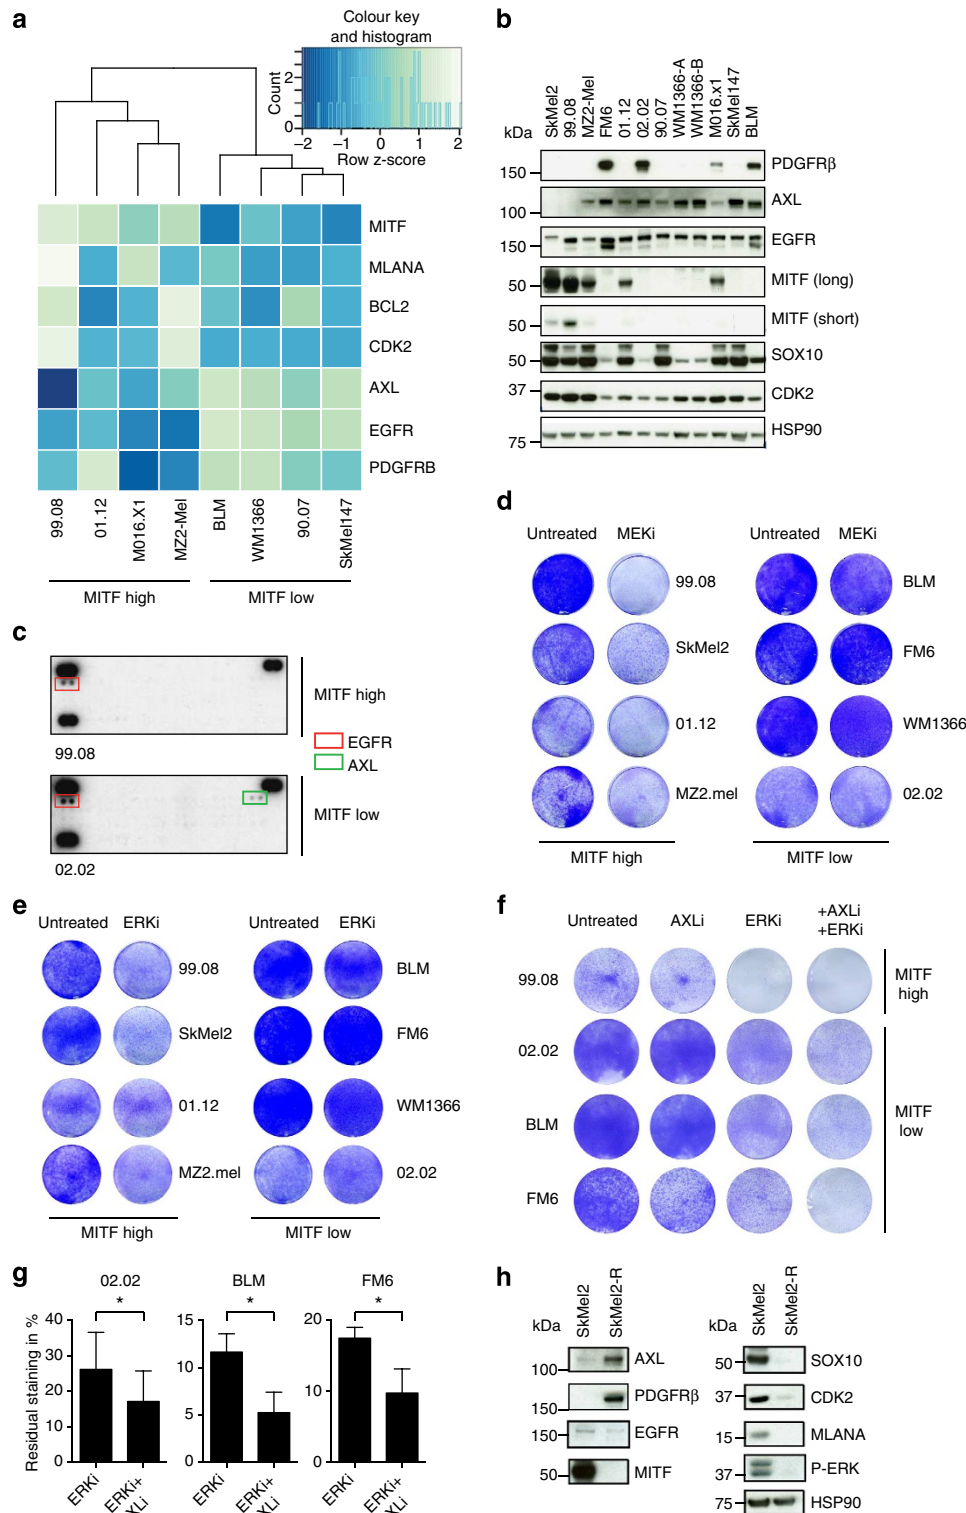 a
Colour key
and histogram
Count
2
0
−2 −1 0 1 2
Row z-score
MITF
MLANA
BCL2
CDK2
AXL
EGFR
PDGFRB
99.08
01.12
M016.X1
MZ2-Mel
BLM
WM1366
90.07
SkMel147
MITF high
MITF low
b
kDa
SkMel2
99.08
MZ2-Mel
FM6
01.12
02.02
90.07
WM1366-A
WM1366-B
M016.x1
SkMel147
BLM
150
PDGFRβ
100
AXL
150
EGFR
50
MITF (long)
50
MITF (short)
50
SOX10
37
CDK2
75
HSP90
c
MITF high
99.08
EGFR
AXL
MITF low
02.02
d
Untreated MEKi
Untreated MEKi
99.08
BLM
SkMel2
FM6
01.12
WM1366
MZ2.mel
02.02
MITF high
MITF low
e
Untreated ERKi
Untreated ERKi
99.08
BLM
SkMel2
FM6
01.12
WM1366
MZ2.mel
02.02
MITF high
MITF low
f
Untreated AXLi ERKi +AXLi
+ERKi
99.08
MITF
high
02.02
BLM
MITF
low
FM6
g
Residual staining in %
02.02
*
40
30
20
10
0
ERKi
ERKi+
BLM
*
15
10
5
0
ERKi
ERKi+
XLi
FM6
*
20
10
0
ERKi
ERKi+
XLi
h
kDa
SkMel2
SkMel2-R
100
AXL
150
PDGFRβ
150
EGFR
50
MITF
kDa
SkMel2
SkMel2-R
50
SOX10
37
CDK2
15
MLANA
37
P-ERK
75
HSP90